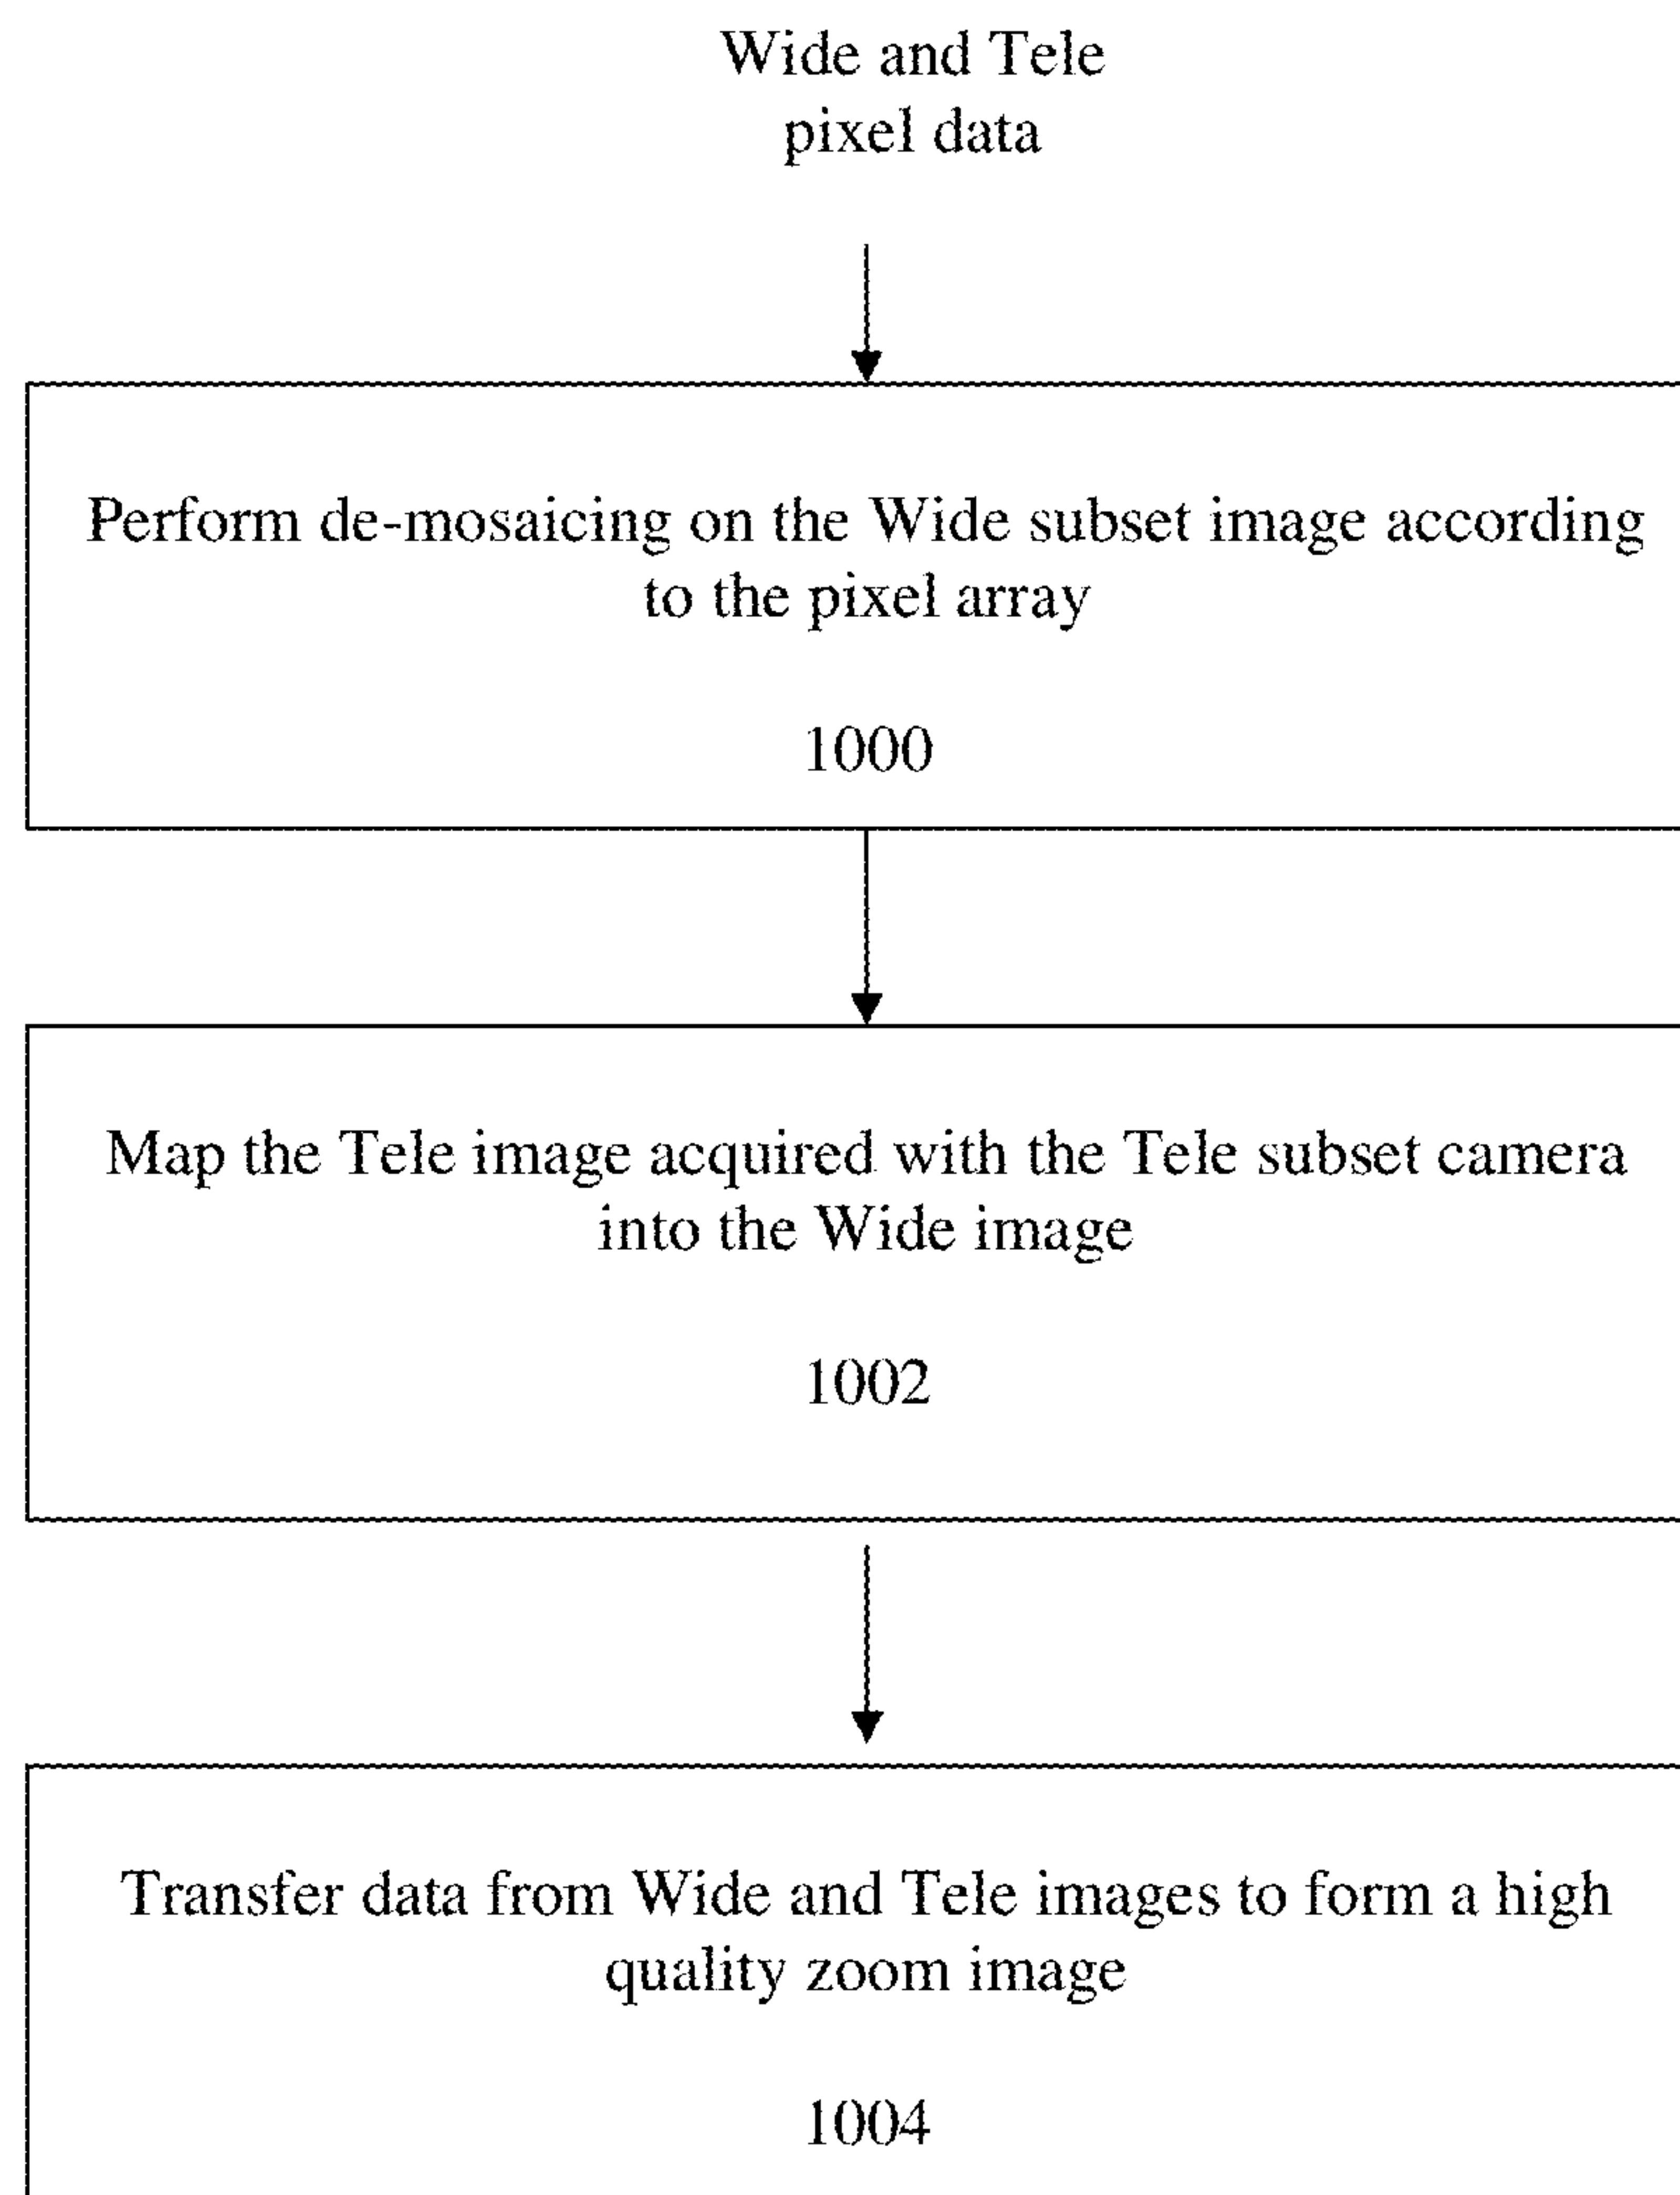 Wide and Tele
pixel data
Perform de-mosaicing on the Wide subset image according
to the pixel array
1000
Map the Tele image acquired with the Tele subset camera
into the Wide image
1002
Transfer data from Wide and Tele images to form a high
quality zoom image
1004